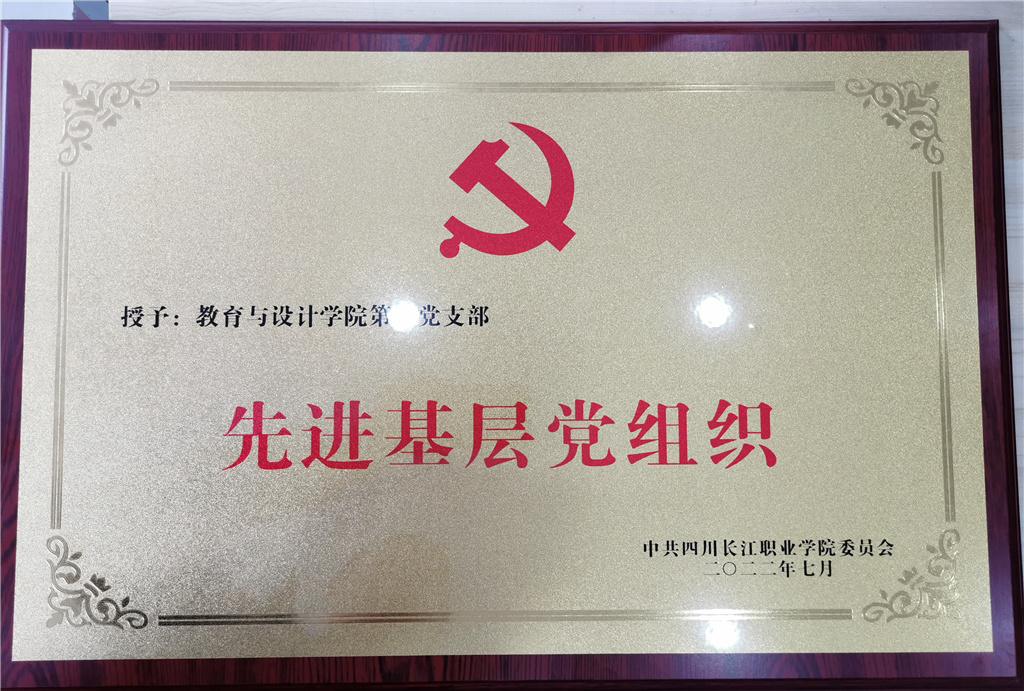 授予：教育与设计学院第党支部
先进基层党组织
中共四川长江职业学院委员会
二〇二二年七月